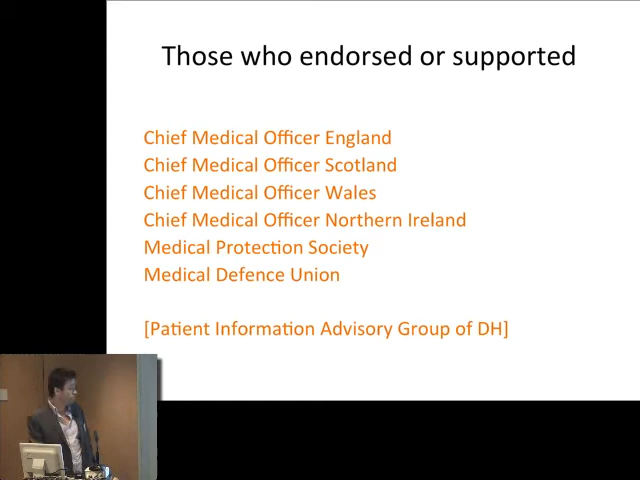 Those who endorsed or supported
Chief Medical Officer England
Chief Medical Officer Scotland
Chief Medical Officer Wales
Chief Medical Officer Northern Ireland
Medical Protection Society
Medical Defence Union
[Patient Information Advisory Group of DH]